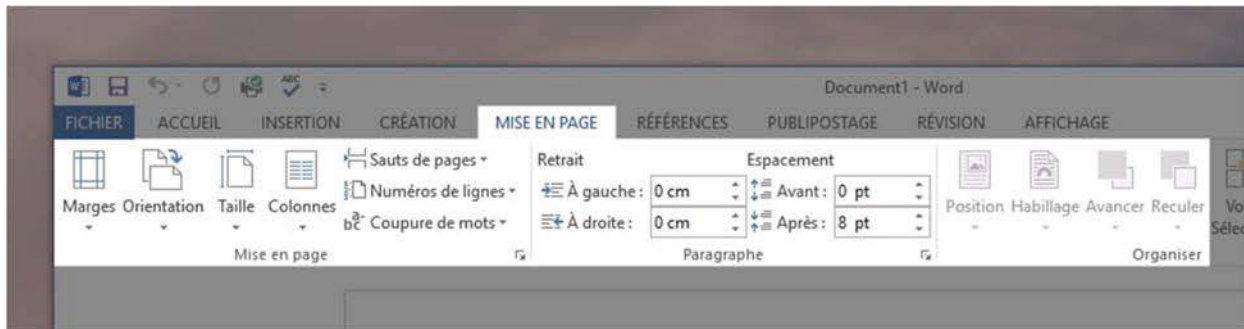 ABC
Document1 - Word
FICHIER ACCUEIL INSERTION CRÉATION MISE EN PAGE RÉFÉRENCES PUBLIPOSTAGE RÉVISION AFFICHAGE
Marges
Orientation
Taille
Colonnes
Sauts de pages
Numéros de lignes
Coupure de mots
Mise en page
Retrait
À gauche : 0 cm
À droite : 0 cm
Espacement
Avant : 0 pt
Après : 8 pt
Paragraphe
Position
Habillage
Avancer
Reculer
Organiser